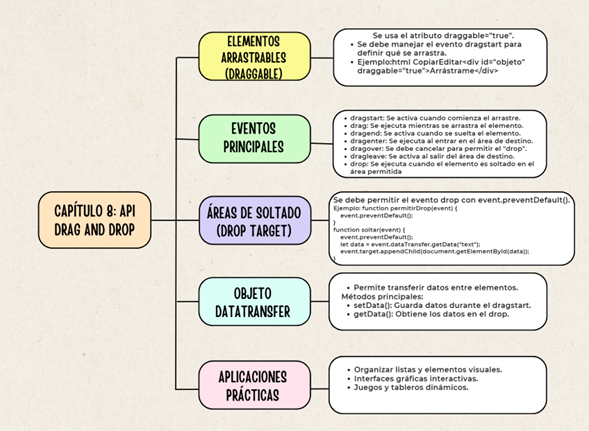 CAPÍTULO 8: API
DRAG AND DROP
ELEMENTOS
ARRASTRABLES
(DRAGGABLE)
Se usa el atributo draggable="true".
• Se debe manejar el evento dragstart para
definir qué se arrastra.
• Ejemplo:html CopiarEditar<div id="objeto"
draggable="true">Arrástrame</div>
EVENTOS
PRINCIPALES
• dragstart: Se activa cuando comienza el arrastre.
• drag: Se ejecuta mientras se arrastra el elemento.
• dragend: Se activa cuando se suelta el elemento.
• dragenter: Se ejecuta al entrar en el área de destino.
• dragover: Se debe cancelar para permitir el "drop".
• dragleave: Se activa al salir del área de destino.
• drop: Se ejecuta cuando el elemento es soltado en el
área permitida
ÁREAS DE SOLTADO
(DROP TARGET)
Se debe permitir el evento drop con event.preventDefault().
Ejemplo: function permitirDrop(event) {
event.preventDefault();
}
function soltar(event) {
event.preventDefault();
let data = event.dataTransfer.getData("text");
event.target.appendChild(document.getElementById(data));
}
OBJETO
DATATRANSFER
• Permite transferir datos entre elementos.
Métodos principales:
• setData(): Guarda datos durante el dragstart.
• getData(): Obtiene los datos en el drop.
APLICACIONES
PRÁCTICAS
• Organizar listas y elementos visuales.
• Interfaces gráficas interactivas.
• Juegos y tableros dinámicos.